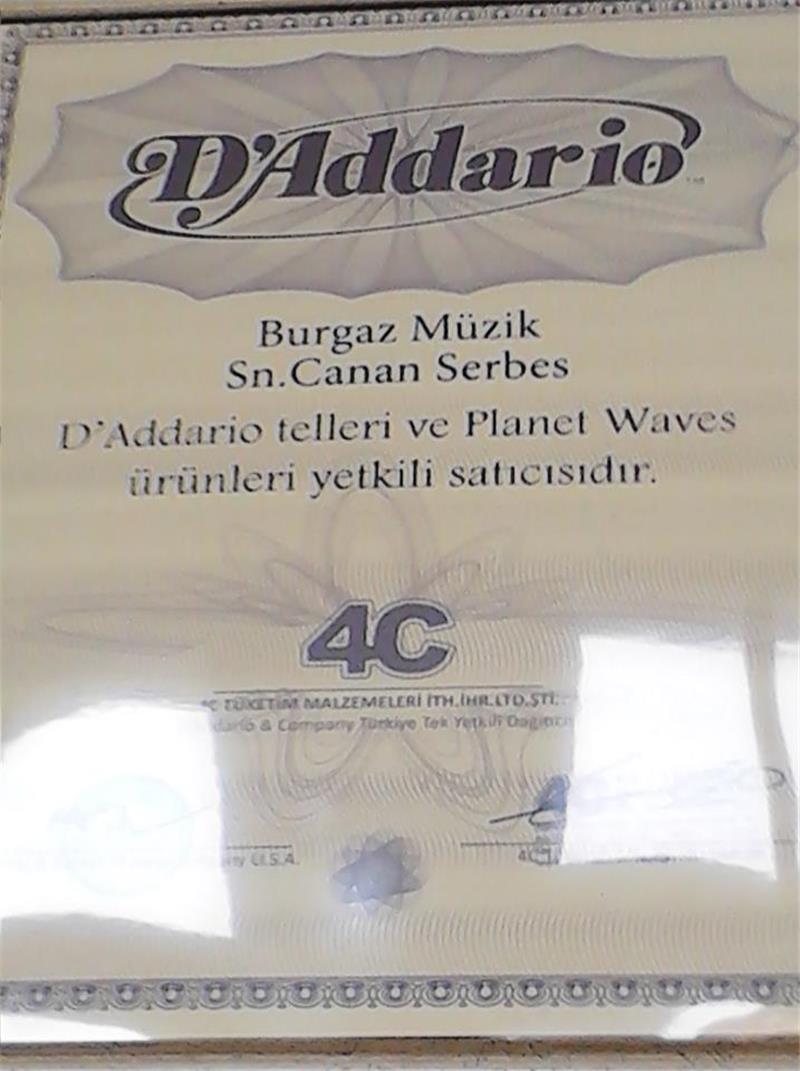 D'Addario
Burgaz Müzik
Sn.Canan Serbes
D'Addario telleri ve Planet Waves
ürünleri yetkili satıcısıdır.
4C
TÜKETİM MALZEMELERİ İTH.İHR.LTD.ŞTİ.
& Company Türkiye Tek Yetkili
U.S.A.